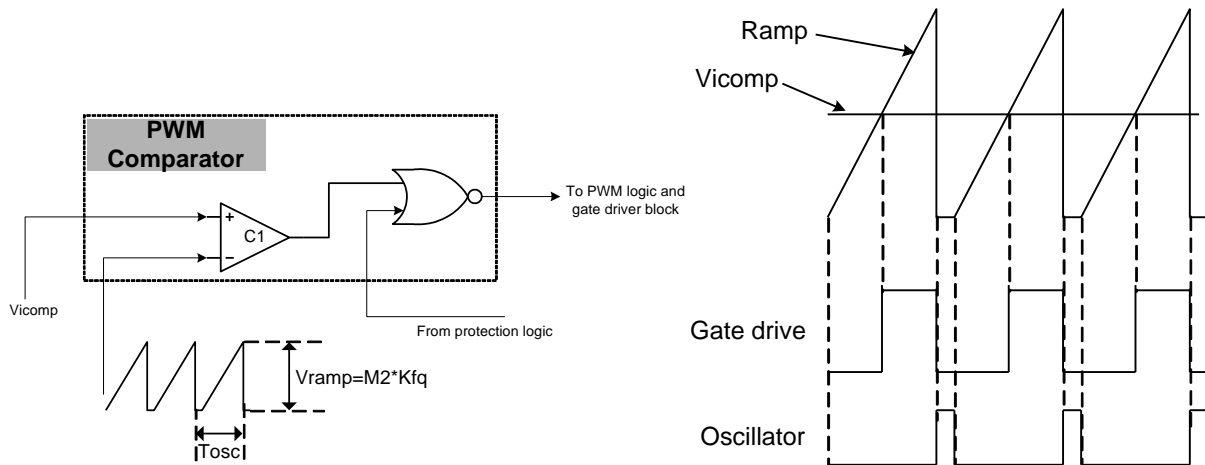 PWM
Comparator
+
C1
−
Vicomp
To PWM logic and
gate driver block
From protection logic
Vramp=M2*Kfq
Tosc
Ramp
Vicomp
Gate drive
Oscillator